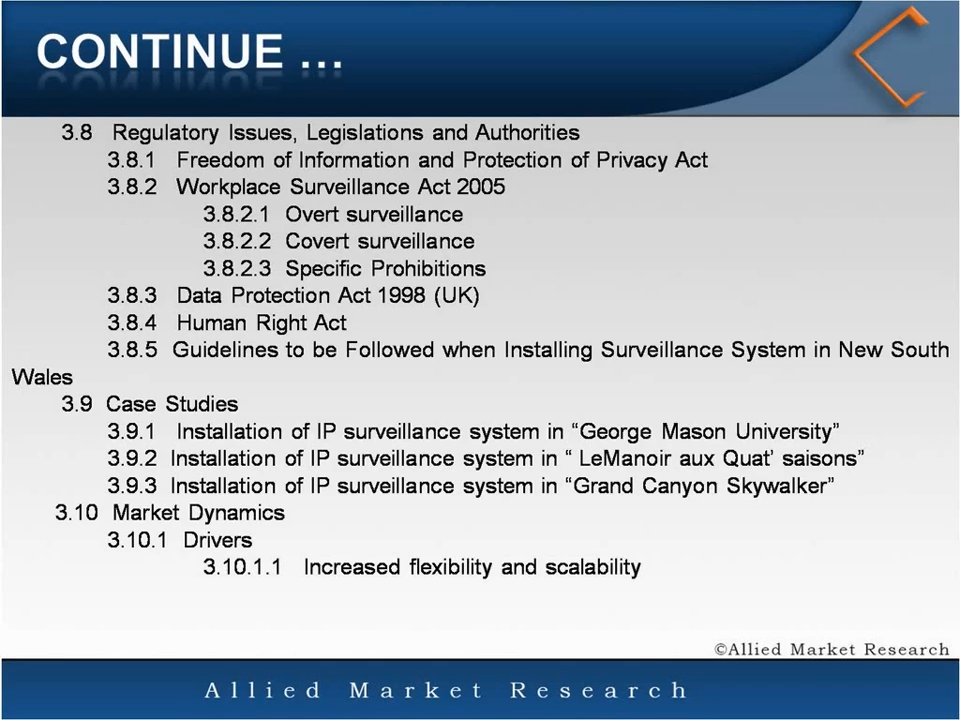 CONTINUE ...
3.8 Regulatory Issues, Legislations and Authorities
3.8.1 Freedom of Information and Protection of Privacy Act
3.8.2 Workplace Surveillance Act 2005
3.8.2.1 Overt surveillance
3.8.2.2 Covert surveillance
3.8.2.3 Specific Prohibitions
3.8.3 Data Protection Act 1998 (UK)
3.8.4 Human Right Act
3.8.5 Guidelines to be Followed when Installing Surveillance System in New South
Wales
3.9 Case Studies
3.9.1 Installation of IP surveillance system in “George Mason University”
3.9.2 Installation of IP surveillance system in “ LeManoir aux Quat’ saisons”
3.9.3 Installation of IP surveillance system in “Grand Canyon Skywalker”
3.10 Market Dynamics
3.10.1 Drivers
3.10.1.1 Increased flexibility and scalability
©Allied Market Research
Allied Market Research